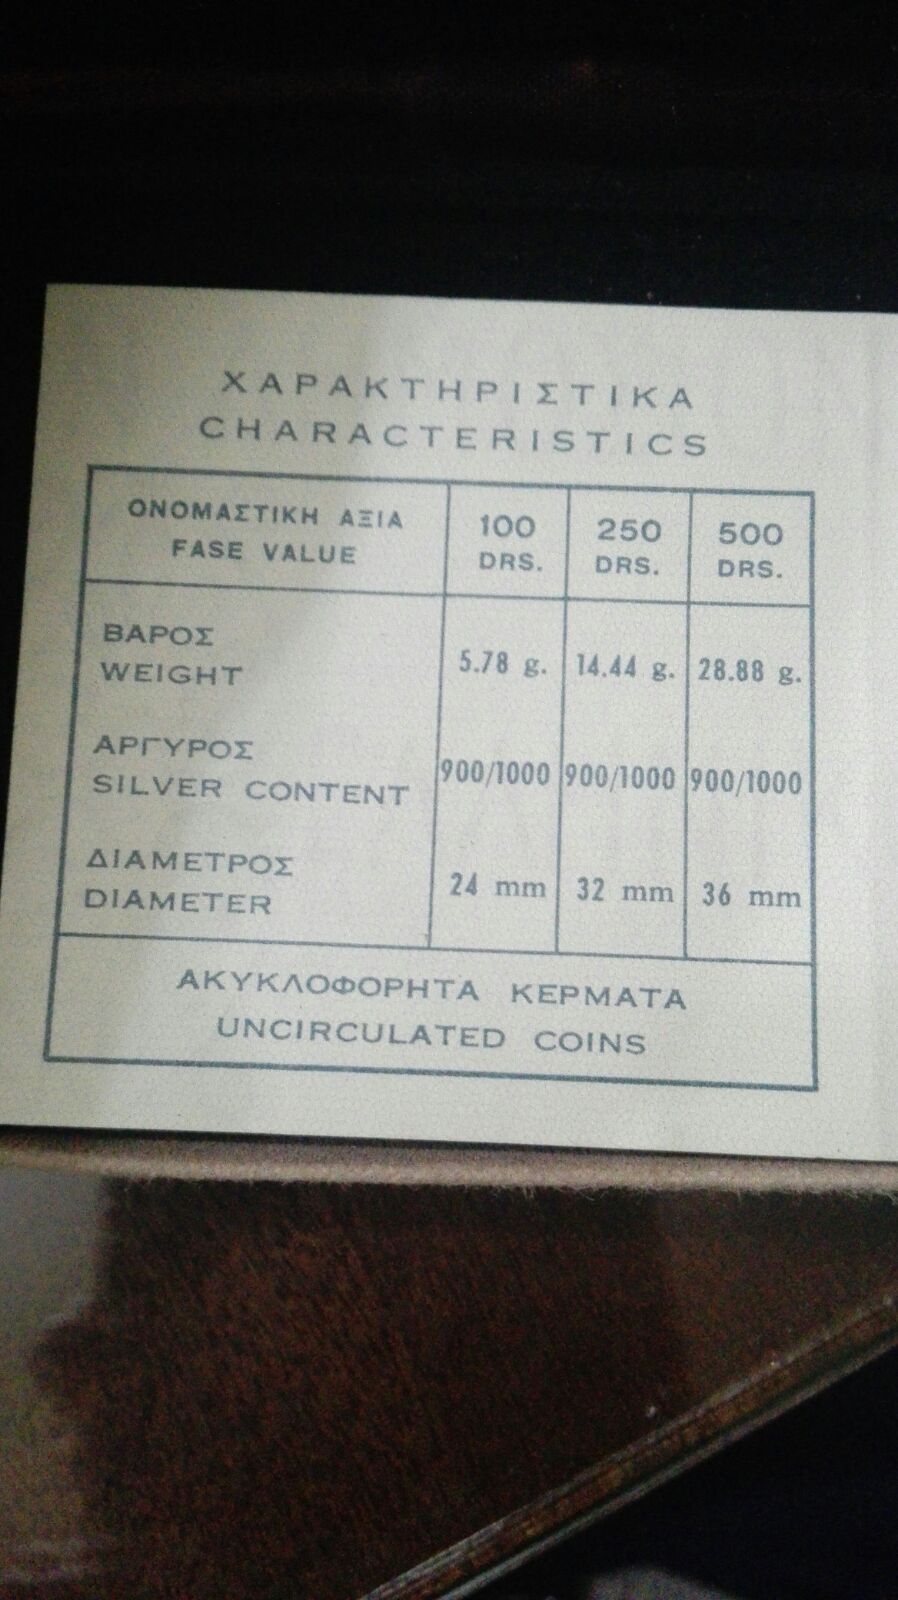 ΧΑΡΑΚΤΗΡΙΣΤΙΚΑ
CHARACTERISTICS
ΟΝΟΜΑΣΤΙΚΗ ΑΞΙΑ
FASE VALUE
100 DRS.
250 DRS.
500 DRS.
ΒΑΡΟΣ
WEIGHT
5.78 g. 14.44 g. 28.88 g.
ΑΡΓΥΡΟΣ
SILVER CONTENT
900/1000 900/1000 900/1000
ΔΙΑΜΕΤΡΟΣ
DIAMETER
24 mm 32 mm 36 mm
ΑΚΥΚΛΟΦΟΡΗΤΑ ΚΕΡΜΑΤΑ
UNCIRCULATED COINS